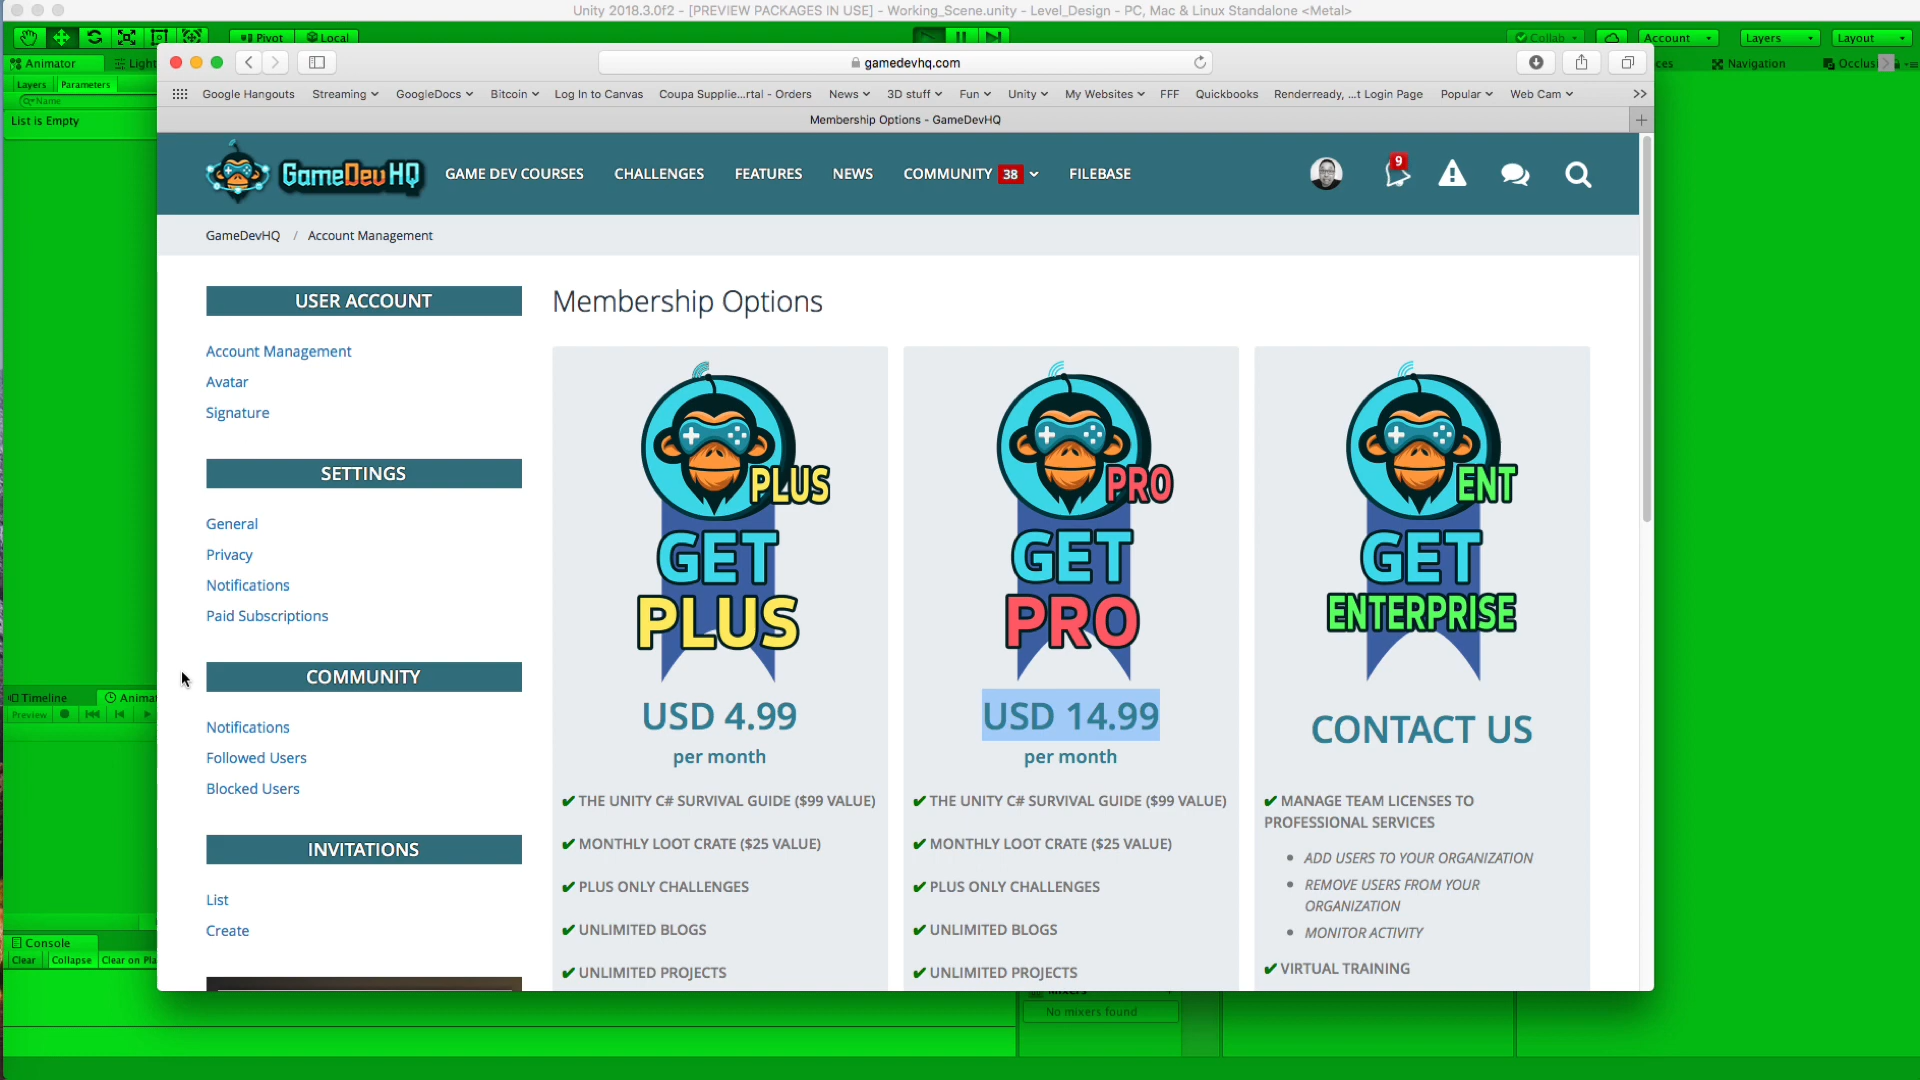 Unity 2018.3.0f2 - [PREVIEW PACKAGES IN USE] - Working_Scene.unity - Level_Design - PC, Mac & Linux Standalone <Metal>
Pivot Local Collab Account Layers Layout
Animator Light
Navigation Occlus
Layers Parameters
Name
List is Empty
gamedevhq.com
Google Hangouts Streaming GoogleDocs Bitcoin Log In to Canvas Coupa Supplie...rtal - Orders News 3D stuff Fun Unity My Websites FFF Quickbooks Renderready, ...t Login Page Popular Web Cam >>
Membership Options - GameDevHQ
GameDevHQ GAME DEV COURSES CHALLENGES FEATURES NEWS COMMUNITY 38 FILEBASE 9
GameDevHQ / Account Management
USER ACCOUNT
Account Management
Avatar
Signature
SETTINGS
General
Privacy
Notifications
Paid Subscriptions
COMMUNITY
Notifications
Followed Users
Blocked Users
INVITATIONS
List
Create
Membership Options
PLUS
GET
PLUS
USD 4.99
per month
✔ THE UNITY C# SURVIVAL GUIDE ($99 VALUE)
✔ MONTHLY LOOT CRATE ($25 VALUE)
✔ PLUS ONLY CHALLENGES
✔ UNLIMITED BLOGS
✔ UNLIMITED PROJECTS
PRO
GET
PRO
USD 14.99
per month
✔ THE UNITY C# SURVIVAL GUIDE ($99 VALUE)
✔ MONTHLY LOOT CRATE ($25 VALUE)
✔ PLUS ONLY CHALLENGES
✔ UNLIMITED BLOGS
✔ UNLIMITED PROJECTS
ENT
GET
ENTERPRISE
CONTACT US
✔ MANAGE TEAM LICENSES TO
PROFESSIONAL SERVICES
• ADD USERS TO YOUR ORGANIZATION
• REMOVE USERS FROM YOUR
ORGANIZATION
• MONITOR ACTIVITY
✔ VIRTUAL TRAINING
Timeline Animat
Preview
Console
Clear Collapse Clear on Pla
No mixers found